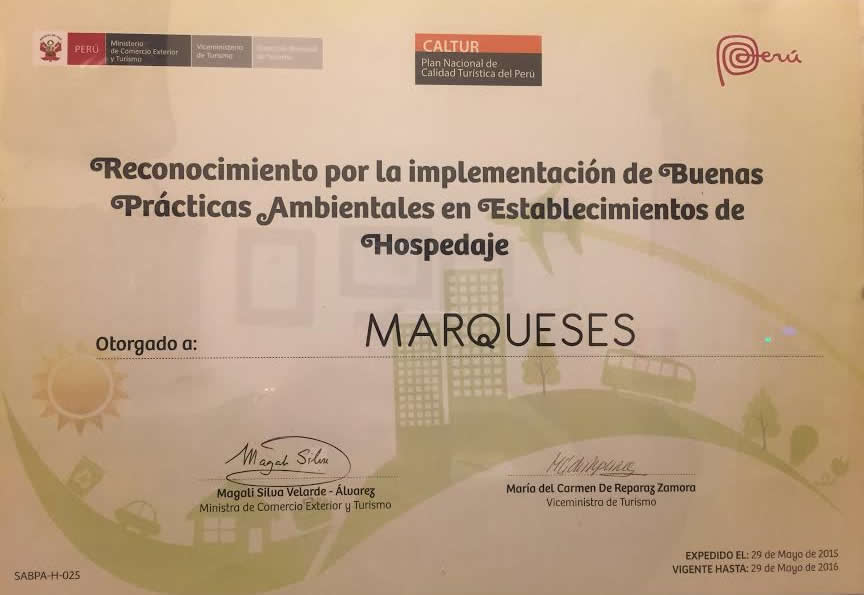 PERÚ
Ministerio
de Comercio Exterior
y Turismo
Viceministerio
de Turismo
CALTUR
Plan Nacional de
Calidad Turística del Perú
Perú
Reconocimiento por la implementación de Buenas
Prácticas Ambientales en Establecimientos de
Hospedaje
Otorgado a: MARQUESES
Magali Silva
Magali Silva Velarde - Álvarez
Ministra de Comercio Exterior y Turismo
María del Carmen De Reparaz Zamora
Viceministra de Turismo
EXPEDIDO EL: 29 de Mayo de 2015
VIGENTE HASTA: 29 de Mayo de 2016
SABPA-H-025